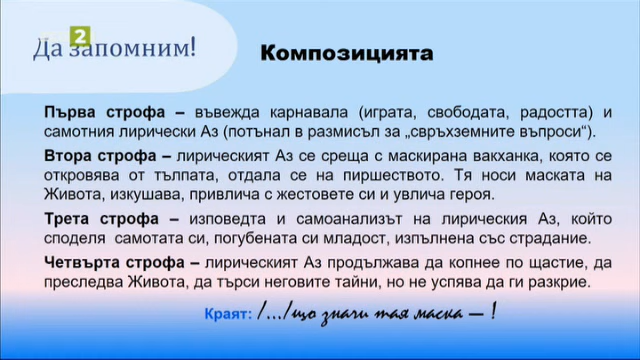 2
Да запомним!
Композицията
Първа строфа – въвежда карнавала (играта, свободата, радостта) и
самотния лирически Аз (потънал в размисъл за „свръхземните въпроси“).
Втора строфа – лирическият Аз се среща с маскирана вакханка, която се
откроява от тълпата, отдала се на пиршеството. Тя носи маската на
Живота, изкушава, привлича с жестовете си и увлича героя.
Трета строфа – изповедта и самоанализът на лирическия Аз, който
споделя самотата си, погубената си младост, изпълнена със страдание.
Четвърта строфа – лирическият Аз продължава да копнее по щастие, да
преследва Живота, да търси неговите тайни, но не успява да ги разкрие.
Краят: /.../що значи тая маска – !